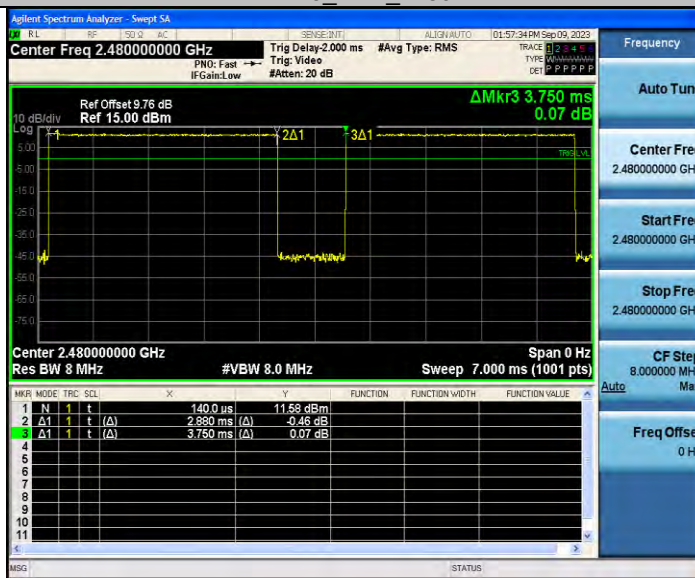 Agilent Spectrum Analyzer - Swept SA
RL RF 50 Ω AC SENSE:INT ALIGN AUTO 01:57:34 PM Sep 09, 2023
Center Freq 2.480000000 GHz
PNO: Fast
IFGain:Low
Trig Delay-2.000 ms
Trig: Video
#Atten: 20 dB
#Avg Type: RMS
TRACE 1 2 3 4 5 6
TYPE
DET P P P P P P
Frequency
Auto Tun
Center Fre
2.480000000 GH
Start Fre
2.480000000 GH
Stop Fre
2.480000000 GH
CF Step
8.000000 MH
Auto Ma
Freq Offse
0 H
ΔMkr3 3.750 ms
0.07 dB
Ref Offset 9.76 dB
10 dB/div Ref 15.00 dBm
Log
1 2Δ1 3Δ1
TRIG LVL
5.00
-5.00
-15.0
-25.0
-35.0
-45.0
-55.0
-65.0
-75.0
Center 2.480000000 GHz Span 0 Hz
Res BW 8 MHz #VBW 8.0 MHz Sweep 7.000 ms (1001 pts)
MKR MODE TRC SCL X Y FUNCTION FUNCTION WIDTH FUNCTION VALUE
1 N 1 t 140.0 µs 11.58 dBm
2 Δ1 1 t (Δ) 2.880 ms (Δ) -0.46 dB
3 Δ1 1 t (Δ) 3.750 ms (Δ) 0.07 dB
4
5
6
7
8
9
10
11
MSG STATUS